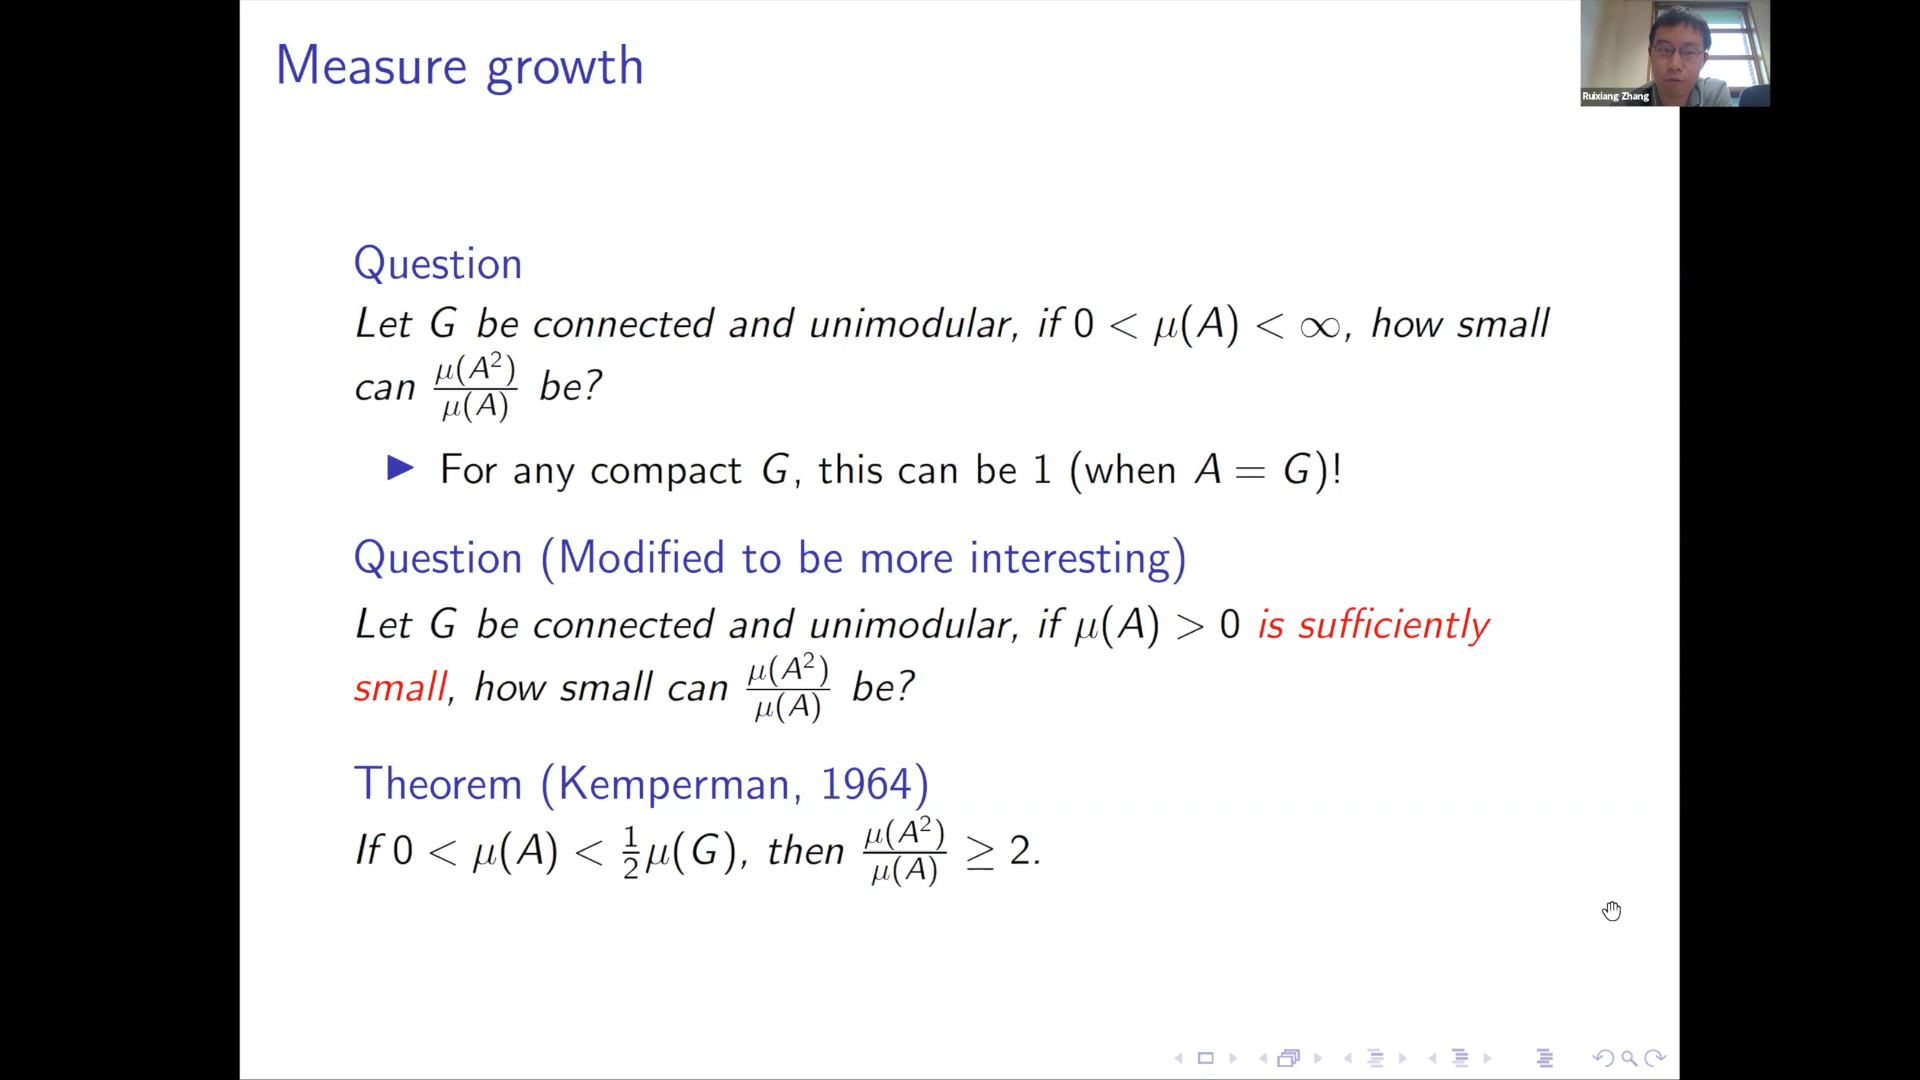 Measure growth
Ruixiang Zhang
Question
Let G be connected and unimodular, if 0 < μ(A) < ∞, how small
can μ(A²)/μ(A) be?
▶ For any compact G, this can be 1 (when A = G)!
Question (Modified to be more interesting)
Let G be connected and unimodular, if μ(A) > 0 is sufficiently
small, how small can μ(A²)/μ(A) be?
Theorem (Kemperman, 1964)
If 0 < μ(A) < ½μ(G), then μ(A²)/μ(A) ≥ 2.